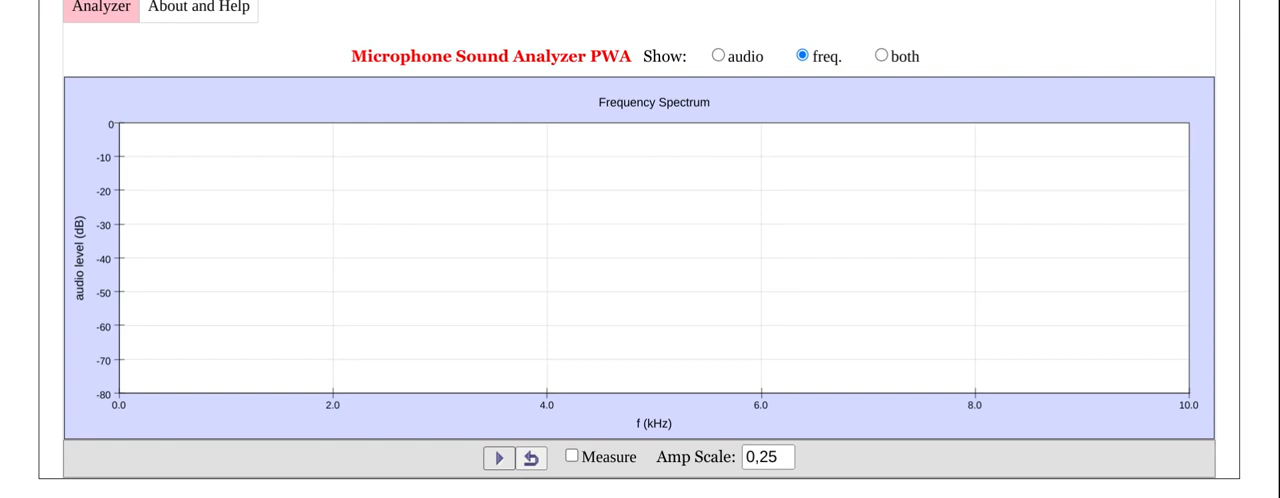 Analyzer About and Help
Microphone Sound Analyzer PWA Show: audio freq. both
Frequency Spectrum
0
-10
-20
-30
-40
-50
-60
-70
-80
audio level (dB)
0.0 2.0 4.0 6.0 8.0 10.0
f (kHz)
Measure Amp Scale: 0,25